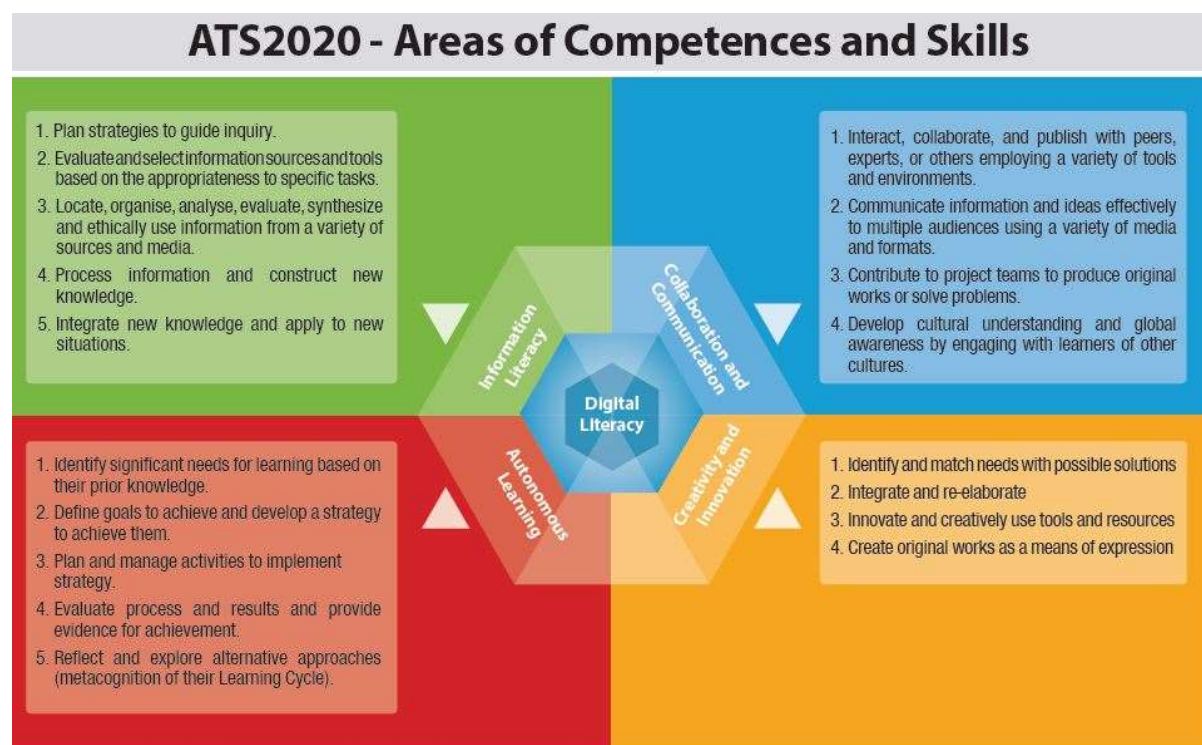 ATS2020 - Areas of Competences and Skills
1. Plan strategies to guide inquiry.
2. Evaluate and select information sources and tools
based on the appropriateness to specific tasks.
3. Locate, organise, analyse, evaluate, synthesize
and ethically use information from a variety of
sources and media.
4. Process information and construct new
knowledge.
5. Integrate new knowledge and apply to new
situations.
1. Interact, collaborate, and publish with peers,
experts, or others employing a variety of tools
and environments.
2. Communicate information and ideas effectively
to multiple audiences using a variety of media
and formats.
3. Contribute to project teams to produce original
works or solve problems.
4. Develop cultural understanding and global
awareness by engaging with learners of other
cultures.
Information
Literacy
Collaboration and
Communication
Digital
Literacy
Autonomous
Learning
Creativity and
Innovation
1. Identify significant needs for learning based on
their prior knowledge.
2. Define goals to achieve and develop a strategy
to achieve them.
3. Plan and manage activities to implement
strategy.
4. Evaluate process and results and provide
evidence for achievement.
5. Reflect and explore alternative approaches
(metacognition of their Learning Cycle).
1. Identify and match needs with possible solutions
2. Integrate and re-elaborate
3. Innovate and creatively use tools and resources
4. Create original works as a means of expression